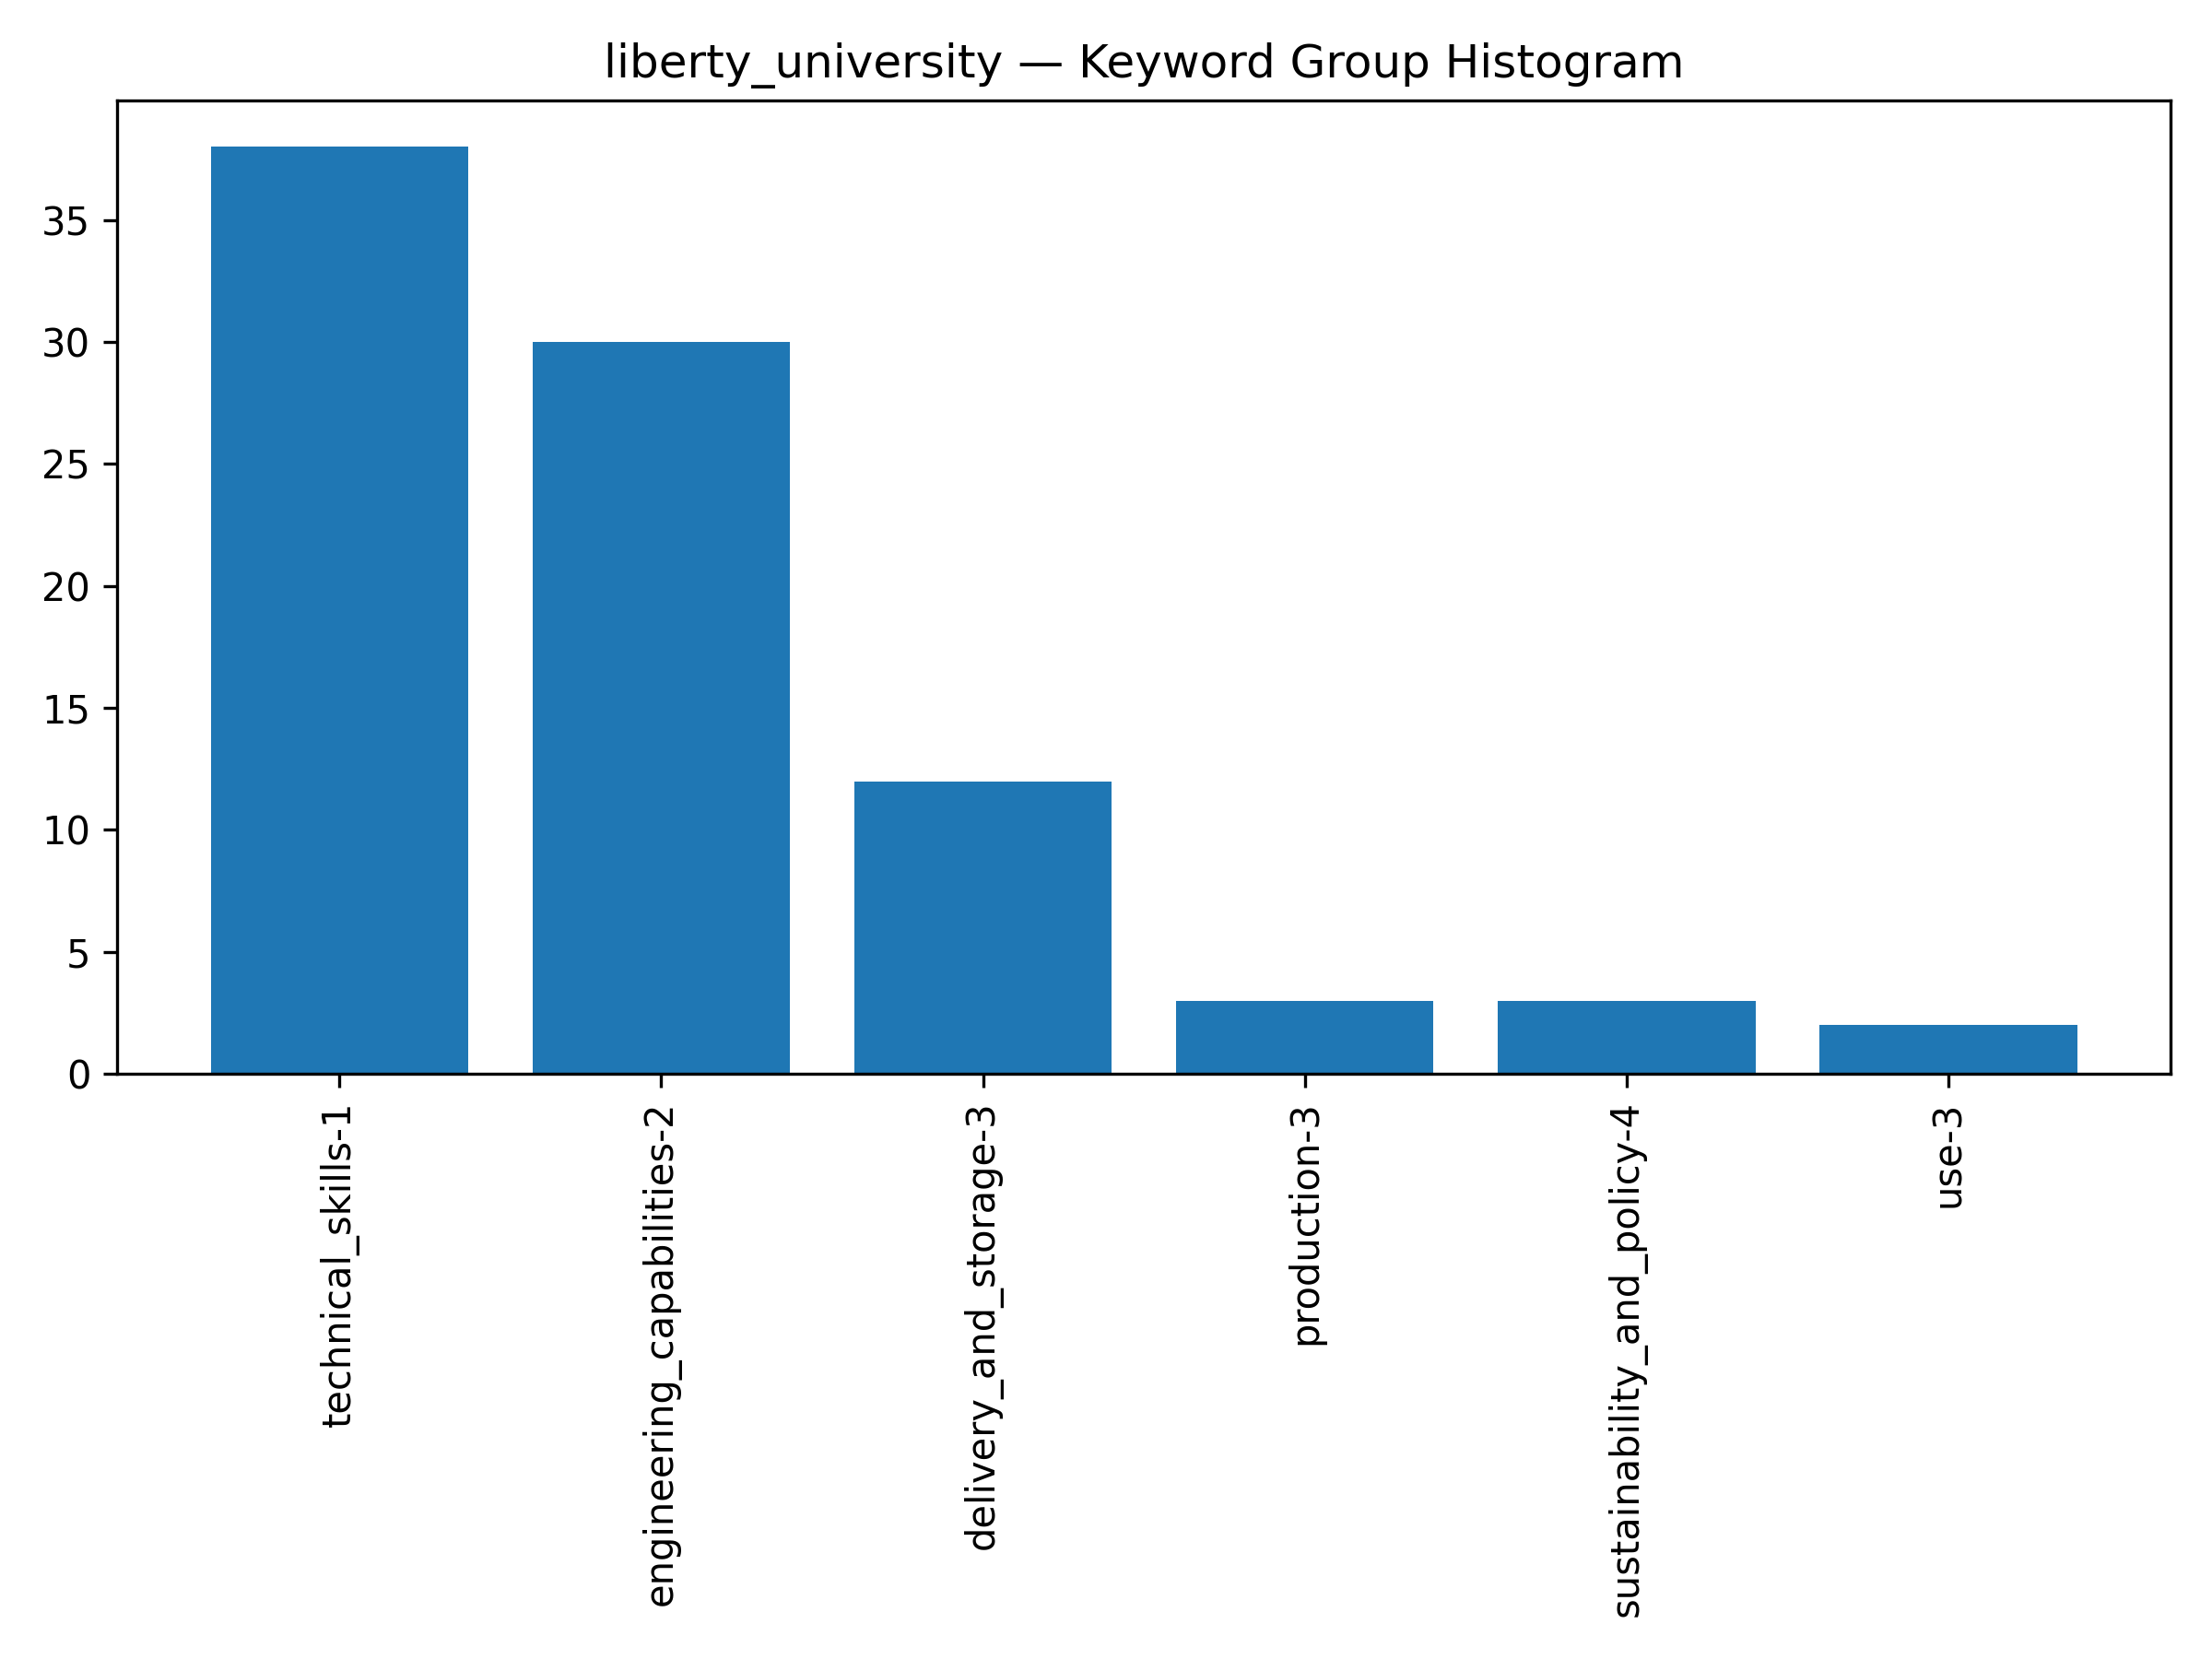 liberty_university — Keyword Group Histogram
35
30
25
20
15
10
5
0
technical_skills-1
engineering_capabilities-2
delivery_and_storage-3
production-3
sustainability_and_policy-4
use-3